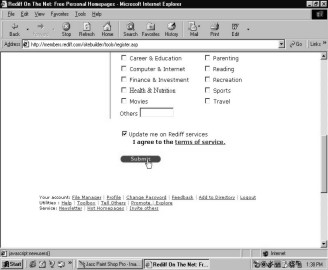 Rediff On The Net: Free Personal Homepages - Microsoft Internet Explorer
File Edit View Favorites Tools Help
Back Stop Refresh Home Search Favorites History Mail Print Edit
Address http://members.rediff.com/sitebuilder/tools/register.asp Go Links »
Career & Education Parenting
Computer & Internet Reading
Finance & Investment Recreation
Health & Nutrition Sports
Movies Travel
Others
Update me on Rediff services
I agree to the terms of service.
Submit
Your account: File Manager | Profile | Change Password | Feedback | Add to Directory | Logout
Utilities: Help | Toolbox | Tell Others | Promote | Explore
Service: Newsletter | Hot Homepages | Invite others
Internet
Start Jasc Paint Shop Pro - Ima... Rediff On The Net: Fr... 1:38 PM